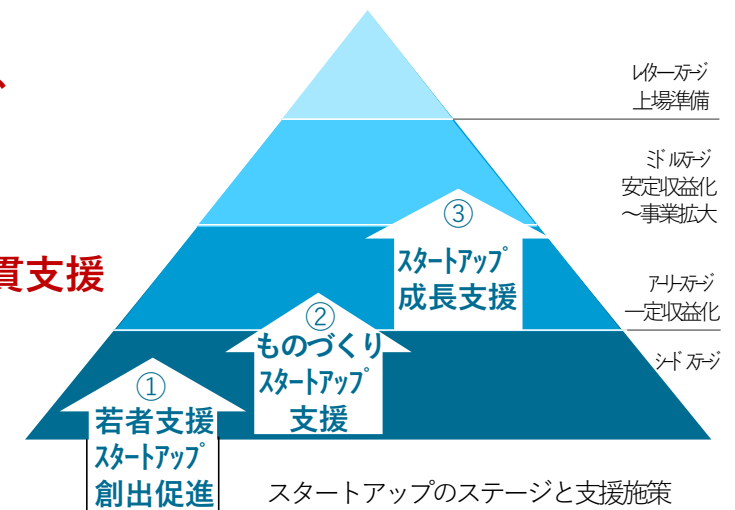 、
貫支援
レイターステージ
上場準備
ミドルステージ
安定収益化
～事業拡大
アーリーステージ
一定収益化
シードステージ
③
スタートアップ
成長支援
②
ものづくり
スタートアップ
支援
①
若者支援
スタートアップ
創出促進
スタートアップのステージと支援施策